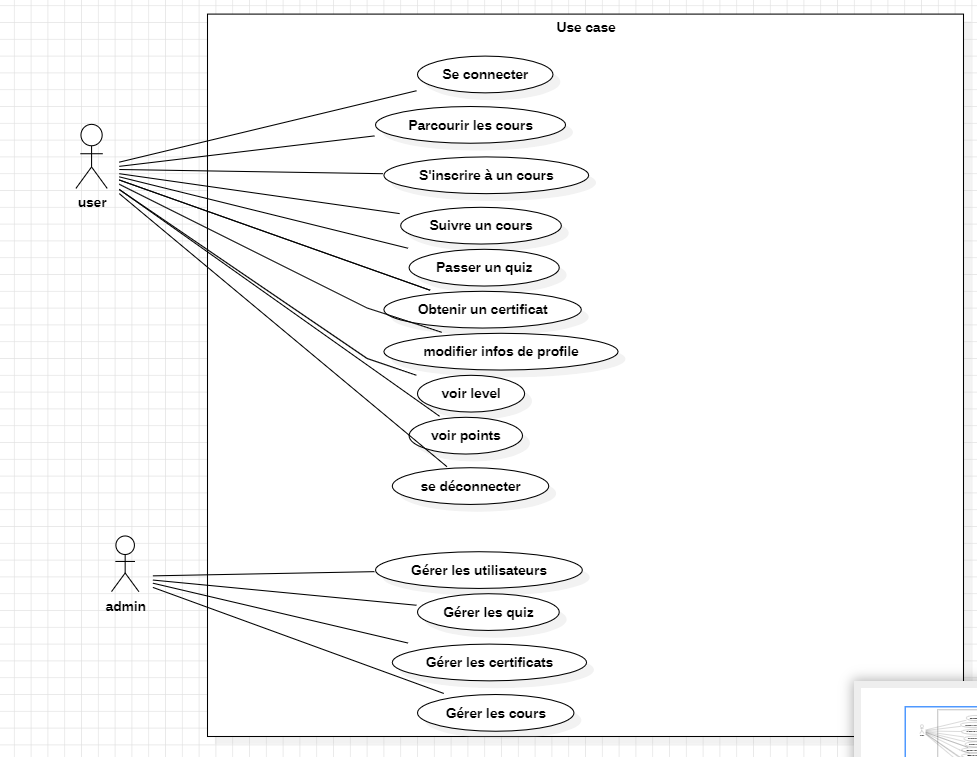 Use case
Se connecter
Parcourir les cours
S'inscrire à un cours
user
Suivre un cours
Passer un quiz
Obtenir un certificat
modifier infos de profile
voir level
voir points
se déconnecter
Gérer les utilisateurs
admin
Gérer les quiz
Gérer les certificats
Gérer les cours